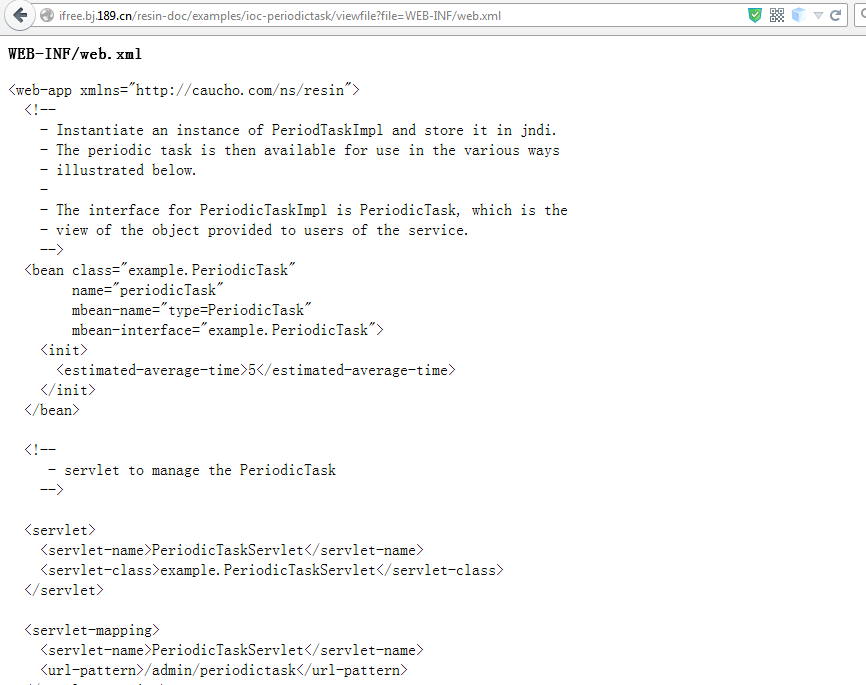 ifree.bj.189.cn/resin-doc/examples/ioc-periodictask/viewfile?file=WEB-INF/web.xml
WEB-INF/web.xml
<web-app xmlns="http://caucho.com/ns/resin">
<!--
- Instantiate an instance of PeriodTaskImpl and store it in jndi.
- The periodic task is then available for use in the various ways
- illustrated below.
-
- The interface for PeriodicTaskImpl is PeriodicTask, which is the
- view of the object provided to users of the service.
-->
<bean class="example.PeriodicTask"
name="periodicTask"
mbean-name="type=PeriodicTask"
mbean-interface="example.PeriodicTask">
<init>
<estimated-average-time>5</estimated-average-time>
</init>
</bean>
<!--
- servlet to manage the PeriodicTask
-->
<servlet>
<servlet-name>PeriodicTaskServlet</servlet-name>
<servlet-class>example.PeriodicTaskServlet</servlet-class>
</servlet>
<servlet-mapping>
<servlet-name>PeriodicTaskServlet</servlet-name>
<url-pattern>/admin/periodictask</url-pattern>